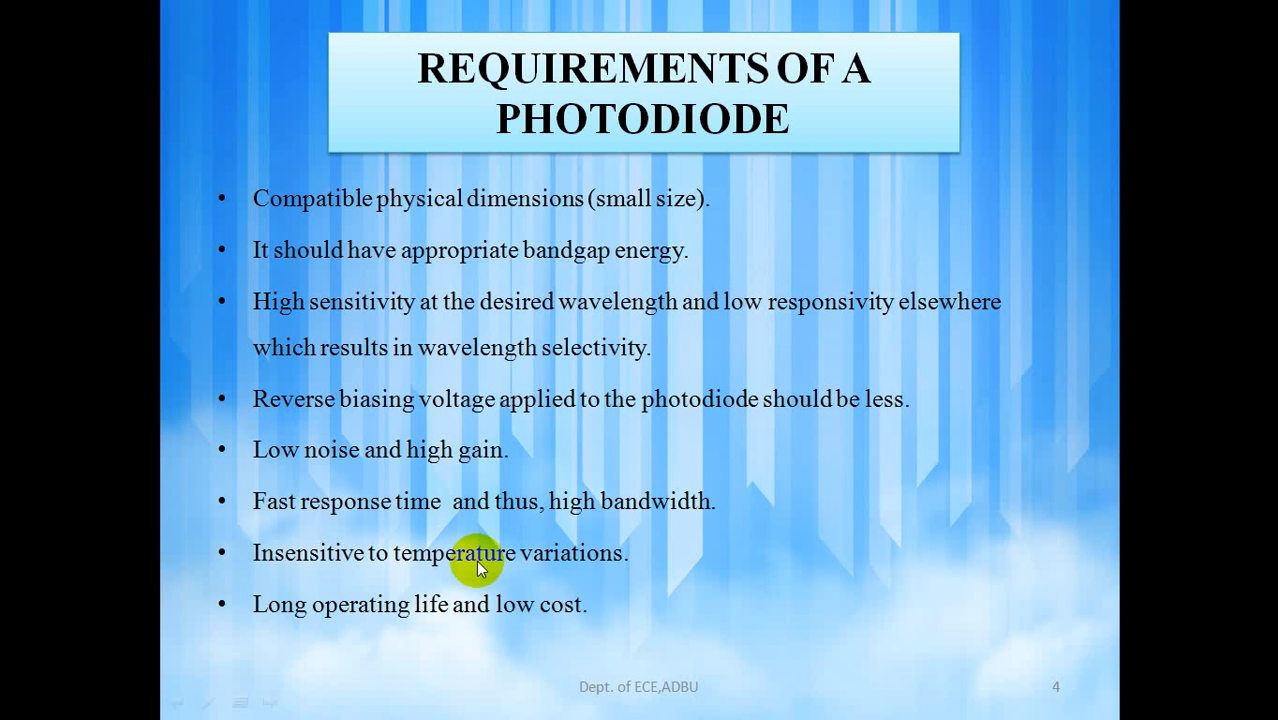 REQUIREMENTS OF A
PHOTODIODE
• Compatible physical dimensions (small size).
• It should have appropriate bandgap energy.
• High sensitivity at the desired wavelength and low responsivity elsewhere
which results in wavelength selectivity.
• Reverse biasing voltage applied to the photodiode should be less.
• Low noise and high gain.
• Fast response time and thus, high bandwidth.
• Insensitive to temperature variations.
• Long operating life and low cost.
Dept. of ECE,ADBU
4